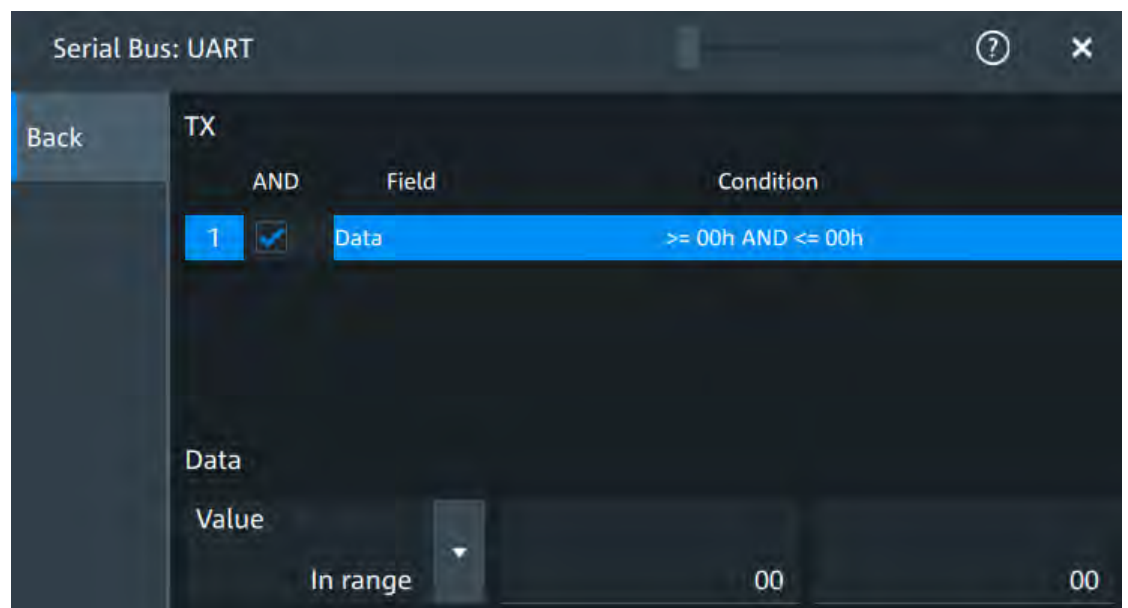 Serial Bus: UART ? ×
Back
TX
AND Field Condition
1 Data >= 00h AND <= 00h
Data
Value
In range 00 00